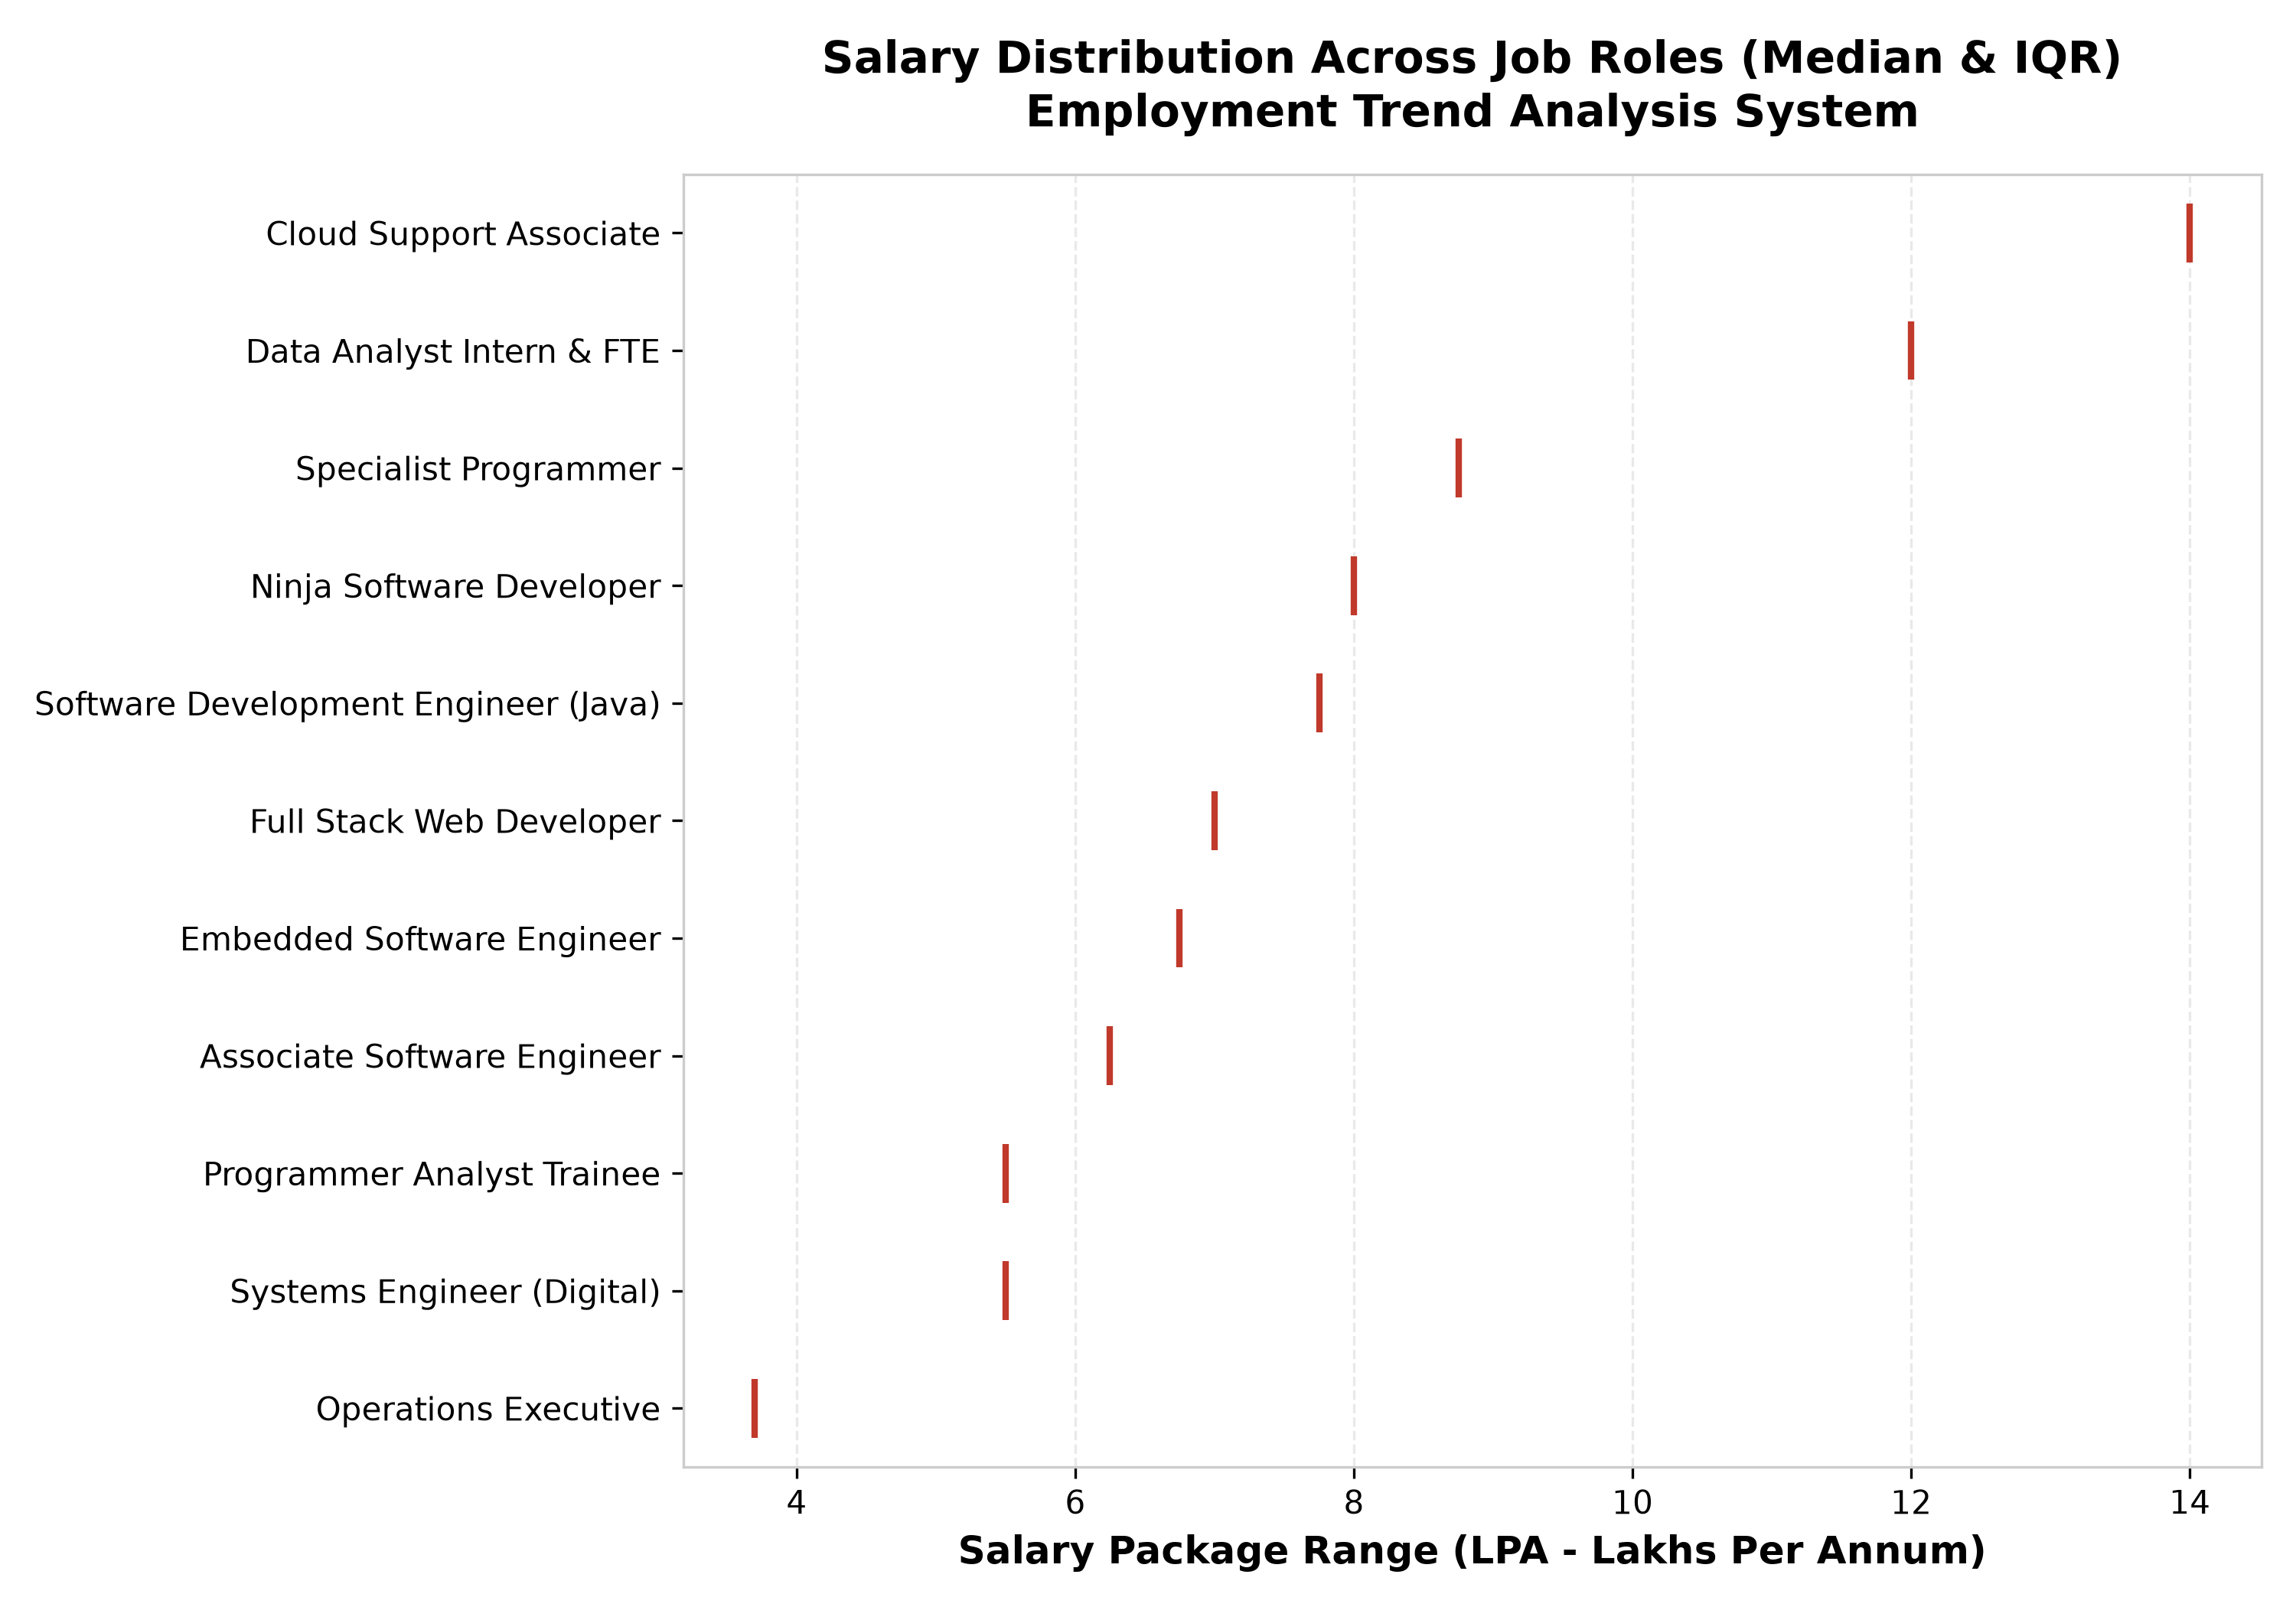 Salary Distribution Across Job Roles (Median & IQR)
Employment Trend Analysis System
Cloud Support Associate
Data Analyst Intern & FTE
Specialist Programmer
Ninja Software Developer
Software Development Engineer (Java)
Full Stack Web Developer
Embedded Software Engineer
Associate Software Engineer
Programmer Analyst Trainee
Systems Engineer (Digital)
Operations Executive
4 6 8 10 12 14
Salary Package Range (LPA - Lakhs Per Annum)